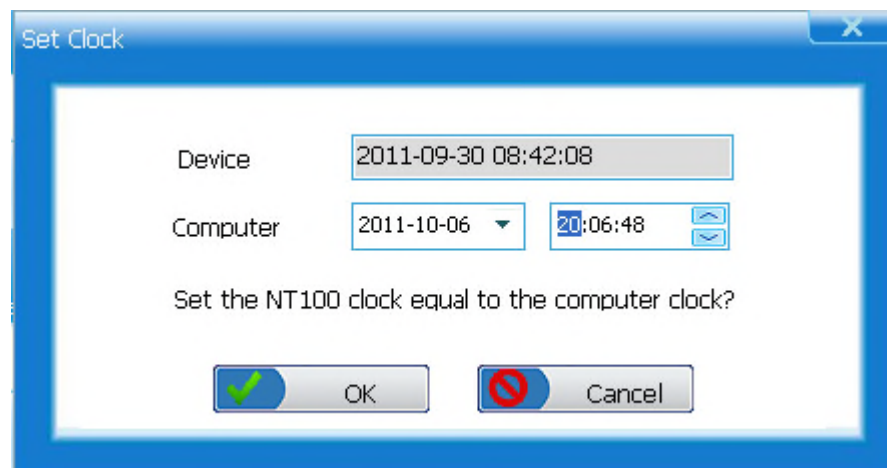 Set Clock
Device 2011-09-30 08:42:08
Computer 2011-10-06 20:06:48
Set the NT100 clock equal to the computer clock?
OK Cancel